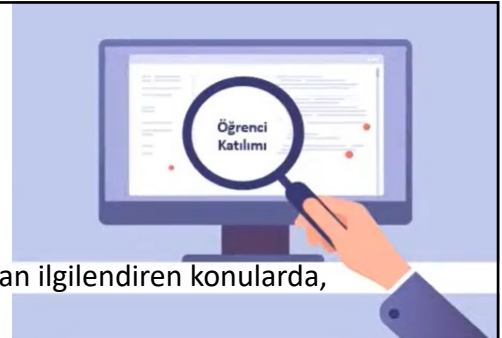 Öğrenci
Katılımı
an ilgilendiren konularda,